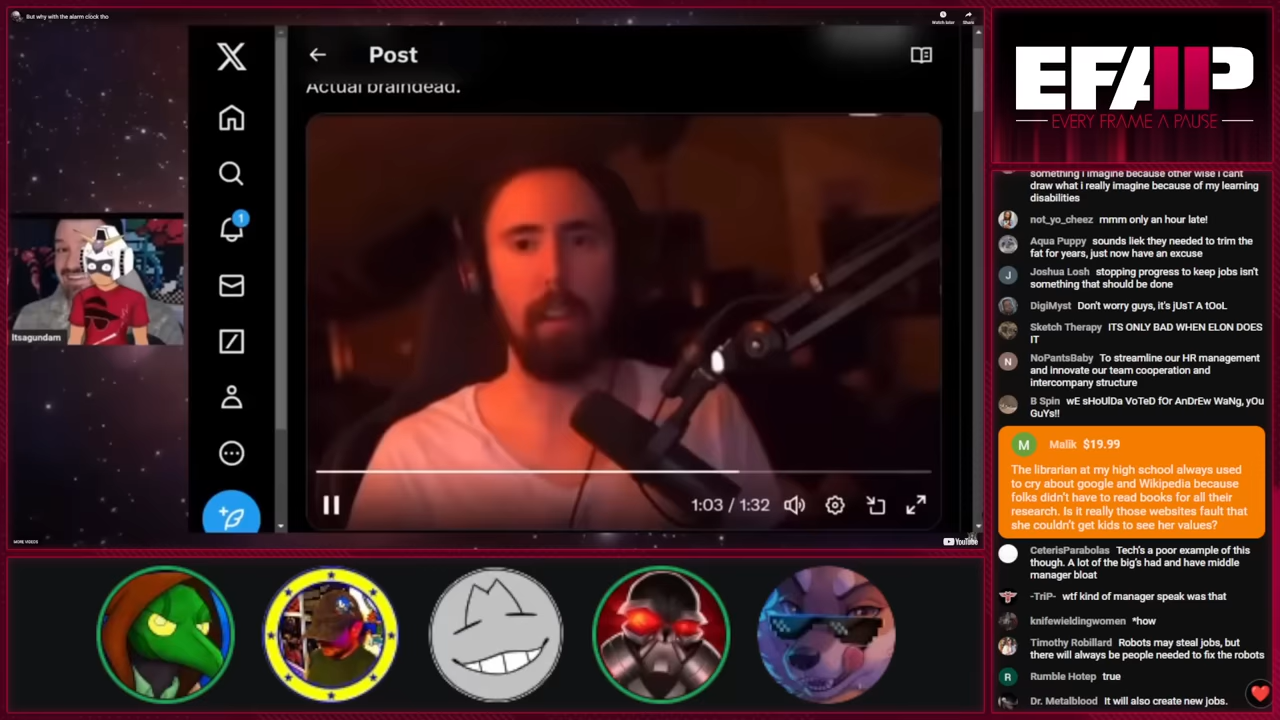 But why with the alarm clock tho
Watch later
Share
Post
Actual braindead.
1
Itsagundam
1:03 / 1:32
MORE VIDEOS
YouTube
EFAP
EVERY FRAME A PAUSE
something i imagine because other wise i cant
draw what i really imagine because of my learning
disabilities
not_yo_cheez mmm only an hour late!
Aqua Puppy sounds liek they needed to trim the
fat for years, just now have an excuse
J
Joshua Losh stopping progress to keep jobs isn't
something that should be done
DigiMyst Don't worry guys, it's jUsT A tOoL
Sketch Therapy ITS ONLY BAD WHEN ELON DOES
IT
N
NoPantsBaby To streamline our HR management
and innovate our team cooperation and
intercompany structure
B Spin wE sHoUlDa VoTeD fOr AnDrEw WaNg, yOu
GuYs!!
M
Malik $19.99
The librarian at my high school always used
to cry about google and Wikipedia because
folks didn't have to read books for all their
research. Is it really those websites fault that
she couldn't get kids to see her values?
CeterisParabolas Tech's a poor example of this
though. A lot of the big's had and have middle
manager bloat
-TriP- wtf kind of manager speak was that
knifewieldingwomen *how
Timothy Robillard Robots may steal jobs, but
there will always be people needed to fix the robots
R
Rumble Hotep true
Dr. Metalblood It will also create new jobs.